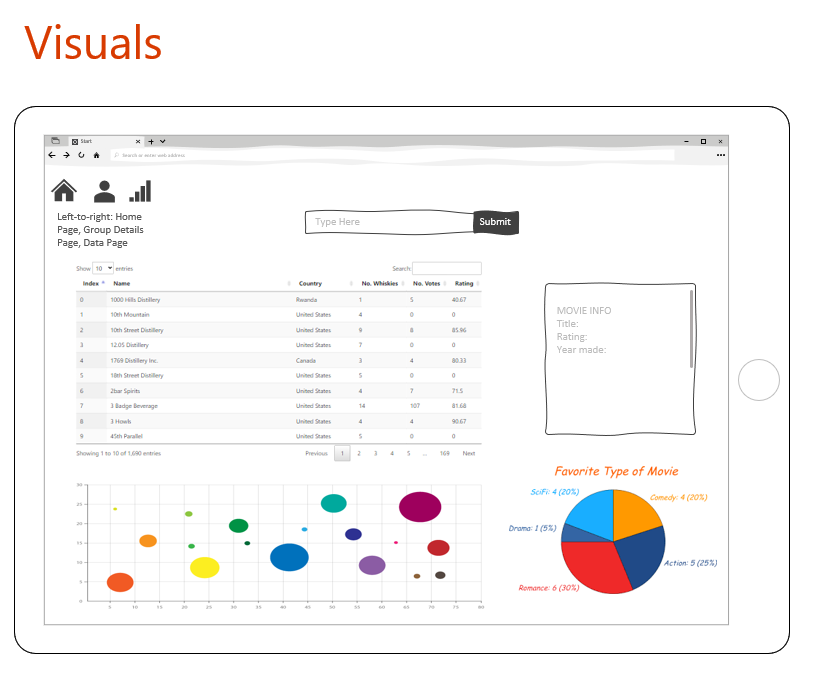 Visuals
Start
Search or enter web address
Left-to-right: Home
Page, Group Details
Page, Data Page
Type Here
Submit
Show 10 entries
Search:
Index Name Country No. Whiskies No. Votes Rating
0 1000 Hills Distillery Rwanda 1 5 40.67
1 10th Mountain United States 4 0 0
2 10th Street Distillery United States 9 8 85.96
3 12.05 Distillery United States 7 0 0
4 1769 Distillery Inc. Canada 3 4 80.33
5 18th Street Distillery United States 5 0 0
6 2bar Spirits United States 4 7 71.5
7 3 Badge Beverage United States 14 107 81.68
8 3 Howls United States 4 4 90.67
9 45th Parallel United States 5 0 0
Showing 1 to 10 of 1,690 entries
Previous 1 2 3 4 5 ... 169 Next
MOVIE INFO
Title:
Rating:
Year made:
30
25
20
15
10
5
0
5 10 15 20 25 30 35 40 45 50 55 60 65 70 75 80
Favorite Type of Movie
SciFi: 4 (20%)
Comedy: 4 (20%)
Drama: 1 (5%)
Action: 5 (25%)
Romance: 6 (30%)